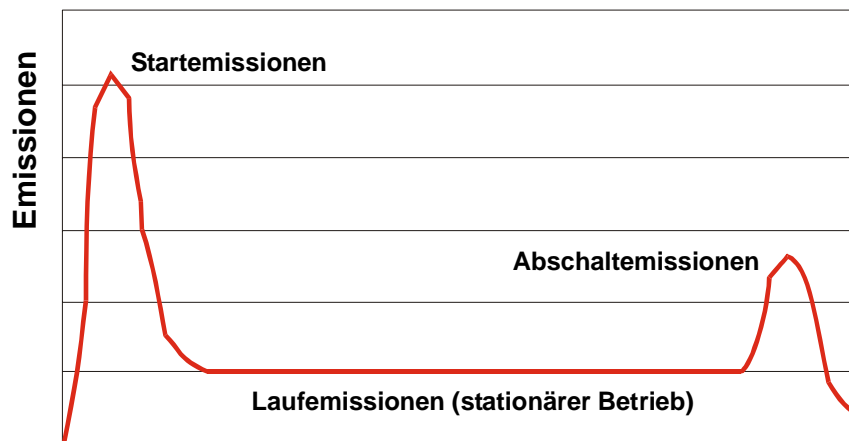 Startemissionen
Emissionen
Abschaltemissionen
Laufemissionen (stationärer Betrieb)